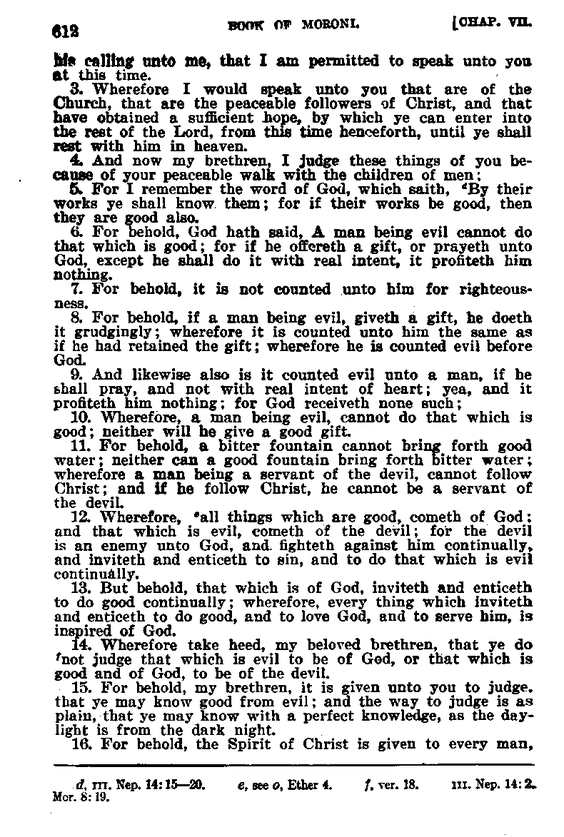 612 BOOK OF MORONI. [CHAP. VII.
his calling unto me, that I am permitted to speak unto you
at this time.
3. Wherefore I would speak unto you that are of the
Church, that are the peaceable followers of Christ, and that
have obtained a sufficient hope, by which ye can enter into
the rest of the Lord, from this time henceforth, until ye shall
rest with him in heaven.
4. And now my brethren, I judge these things of you be-
cause of your peaceable walk with the children of men;
5. For I remember the word of God, which saith, dBy their
works ye shall know them; for if their works be good, then
they are good also.
6. For behold, God hath said, A man being evil cannot do
that which is good; for if he offereth a gift, or prayeth unto
God, except he shall do it with real intent, it profiteth him
nothing.
7. For behold, it is not counted unto him for righteous-
ness.
8. For behold, if a man being evil, giveth a gift, he doeth
it grudgingly; wherefore it is counted unto him the same as
if he had retained the gift; wherefore he is counted evil before
God.
9. And likewise also is it counted evil unto a man, if he
shall pray, and not with real intent of heart; yea, and it
profiteth him nothing; for God receiveth none such;
10. Wherefore, a man being evil, cannot do that which is
good; neither will he give a good gift.
11. For behold, a bitter fountain cannot bring forth good
water; neither can a good fountain bring forth bitter water;
wherefore a man being a servant of the devil, cannot follow
Christ; and if he follow Christ, he cannot be a servant of
the devil.
12. Wherefore, eall things which are good, cometh of God;
and that which is evil, cometh of the devil; for the devil
is an enemy unto God, and fighteth against him continually,
and inviteth and enticeth to sin, and to do that which is evil
continually.
13. But behold, that which is of God, inviteth and enticeth
to do good continually; wherefore, every thing which inviteth
and enticeth to do good, and to love God, and to serve him, is
inspired of God.
14. Wherefore take heed, my beloved brethren, that ye do
fnot judge that which is evil to be of God, or that which is
good and of God, to be of the devil.
15. For behold, my brethren, it is given unto you to judge,
that ye may know good from evil; and the way to judge is as
plain, that ye may know with a perfect knowledge, as the day-
light is from the dark night.
16. For behold, the Spirit of Christ is given to every man,
d, III. Nep. 14:15—20. e, see o, Ether 4. f, ver. 18. III. Nep. 14:2.
Mor. 8:19.